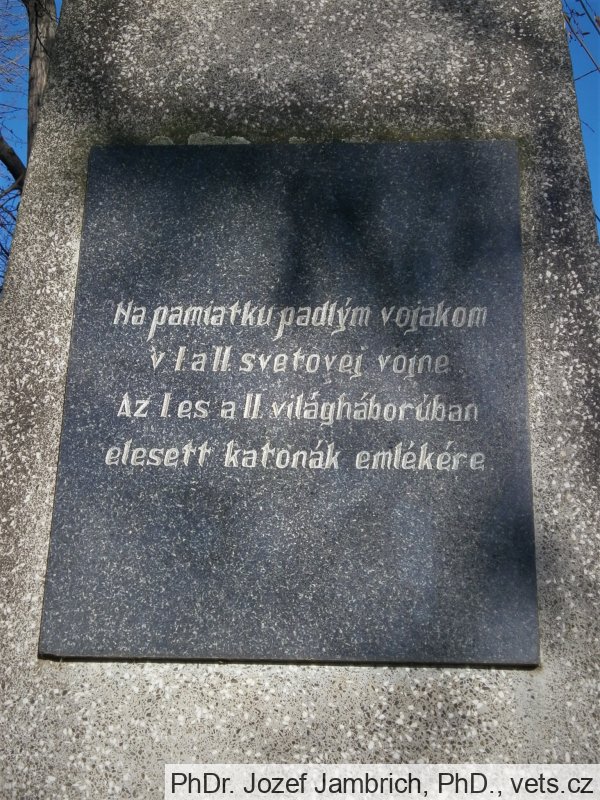 Na pamiatku padlým vojakom
v I. a II. svetovej vojne
Az I es a II. világháborúban
elesett katonák emlékére
PhDr. Jozef Jambrich, PhD., vets.cz